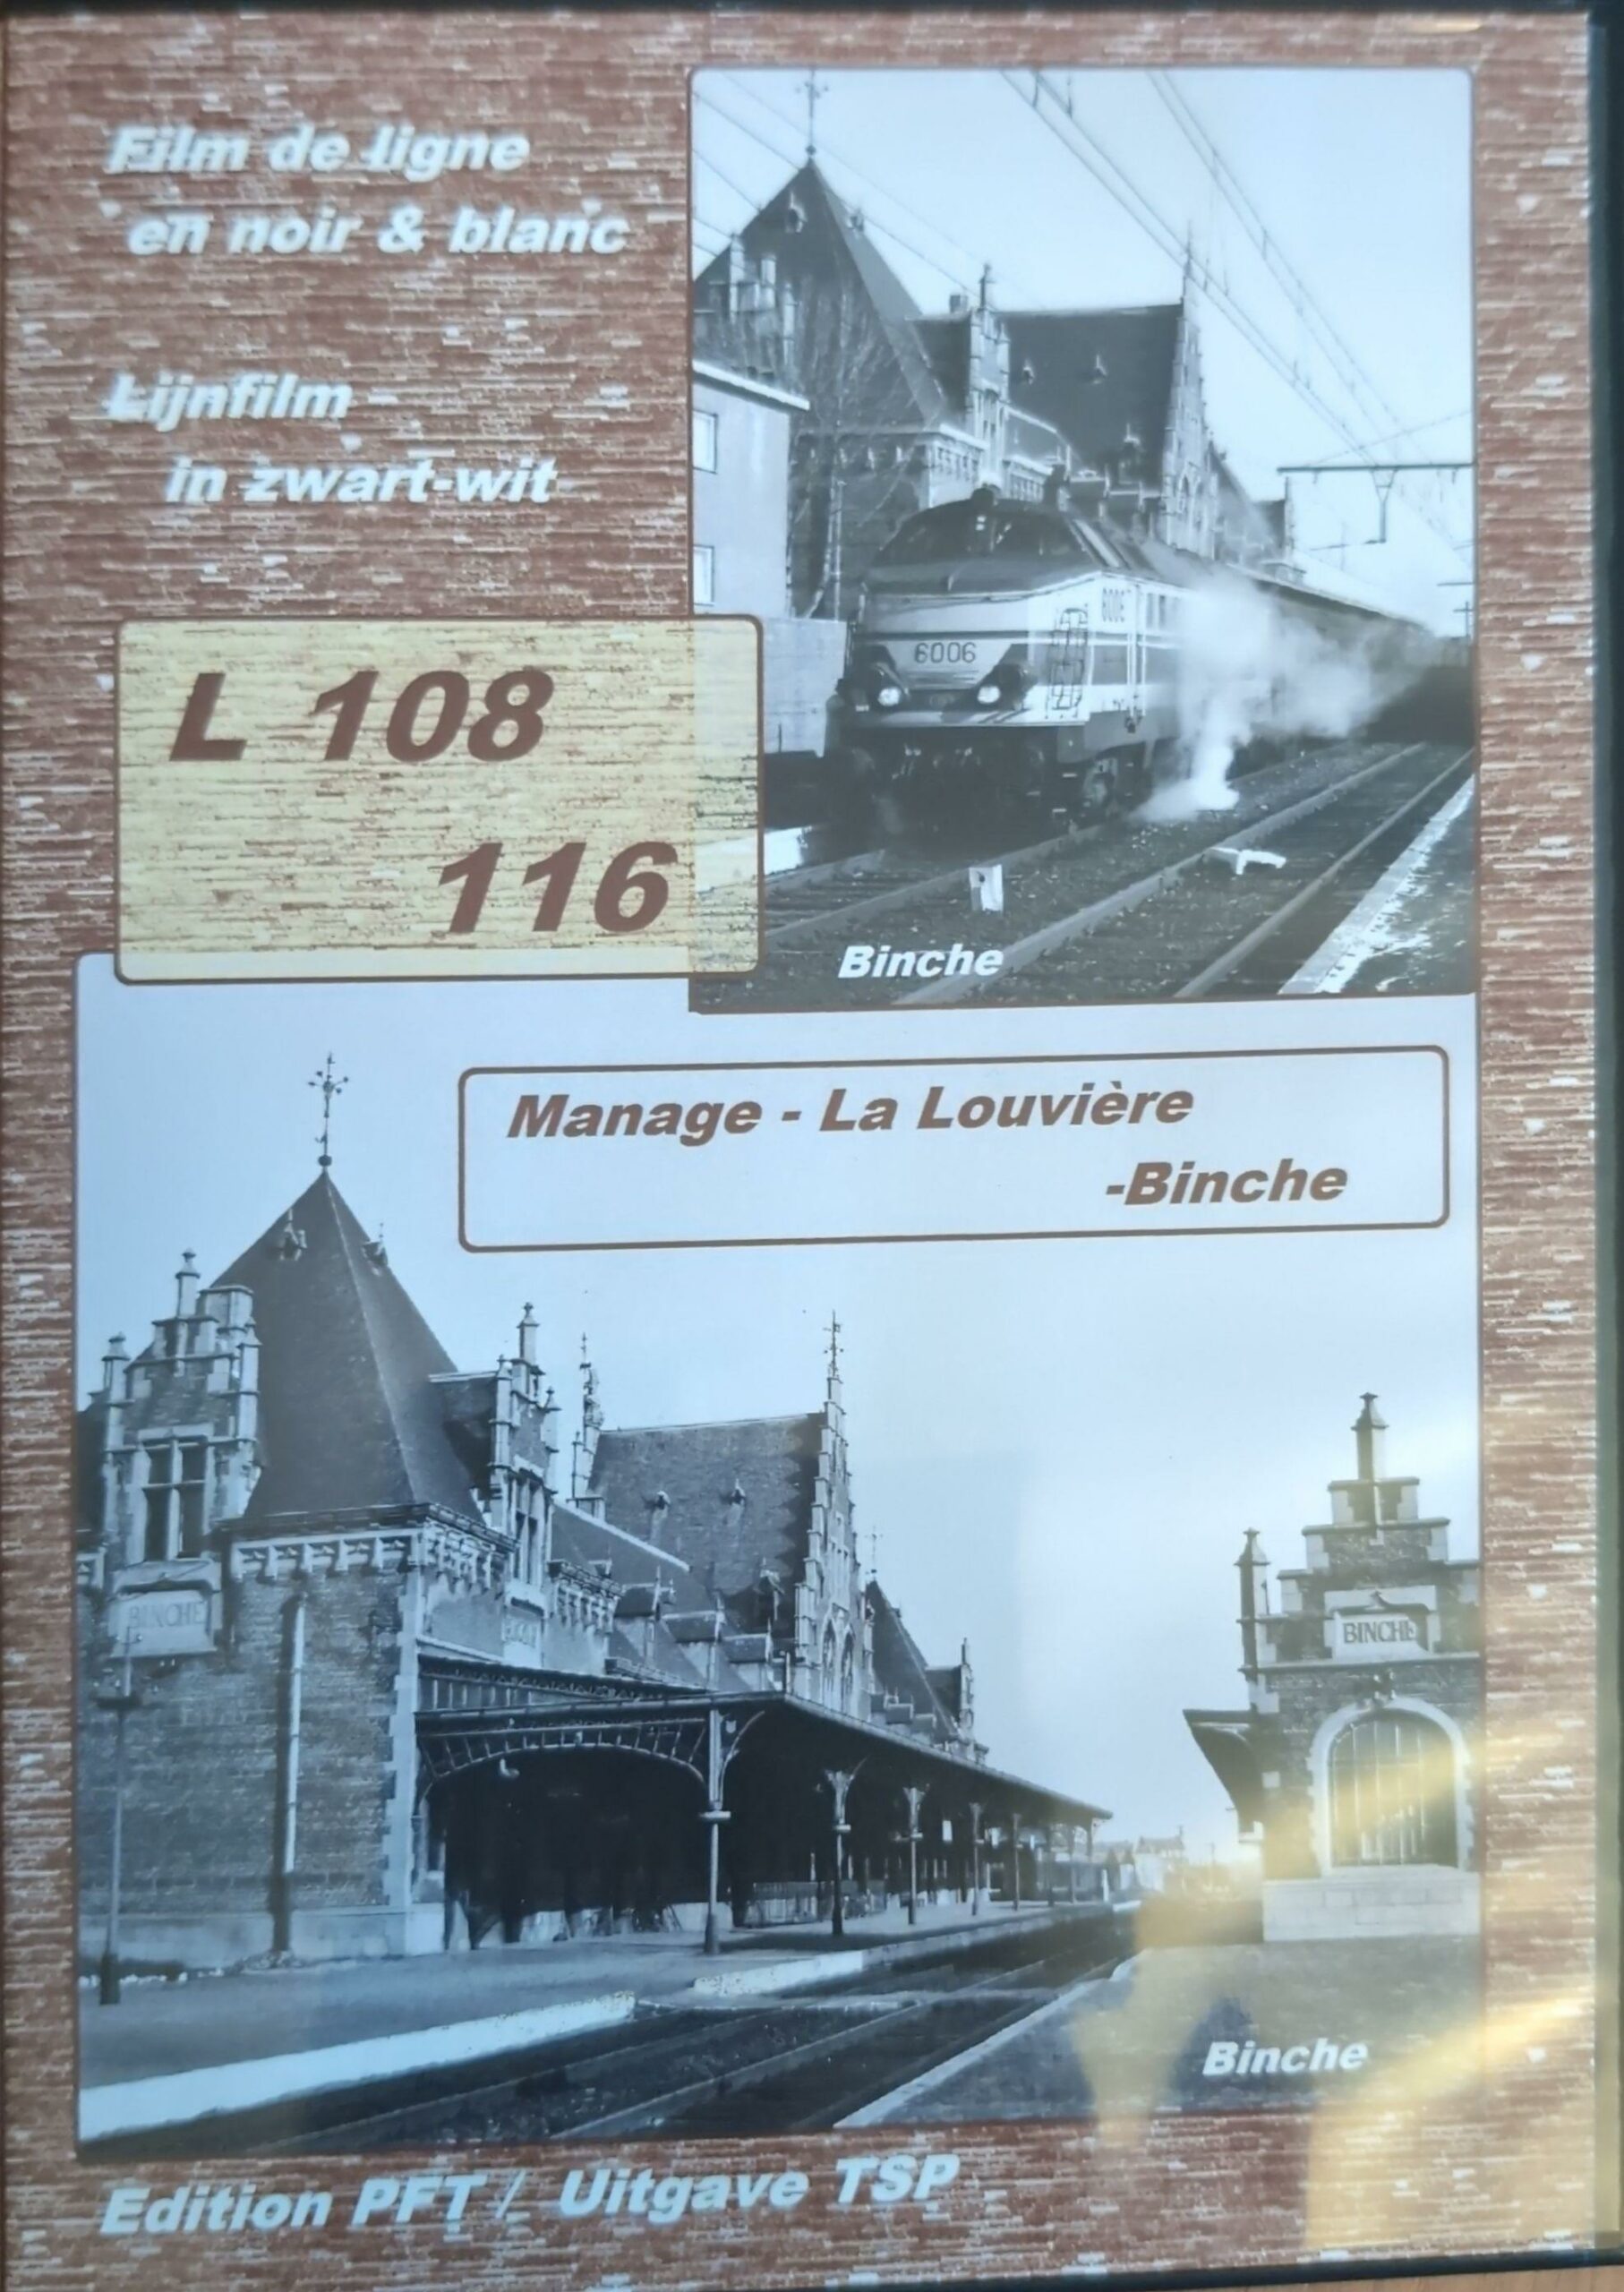 Film de ligne
en noir & blanc
Lijnfilm
in zwart-wit
L 108
116
6006
6006
Binche
Manage - La Louvière
-Binche
BINCHE
BINCHE
Binche
Edition PFT / Uitgave TSP